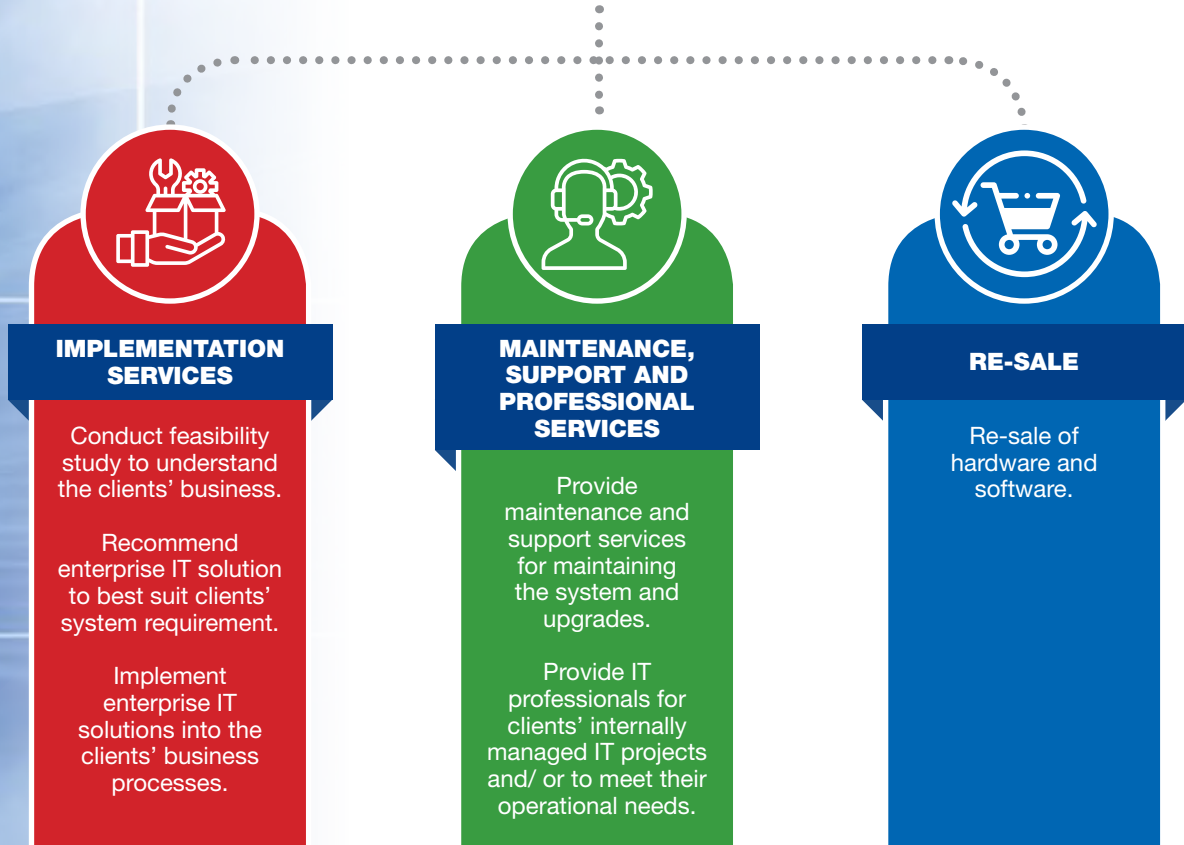 IMPLEMENTATION
SERVICES
Conduct feasibility
study to understand
the clients’ business.
Recommend
enterprise IT solution
to best suit clients’
system requirement.
Implement
enterprise IT
solutions into the
clients’ business
processes.
MAINTENANCE,
SUPPORT AND
PROFESSIONAL
SERVICES
Provide
maintenance and
support services
for maintaining
the system and
upgrades.
Provide IT
professionals for
clients’ internally
managed IT projects
and/ or to meet their
operational needs.
RE-SALE
Re-sale of
hardware and
software.